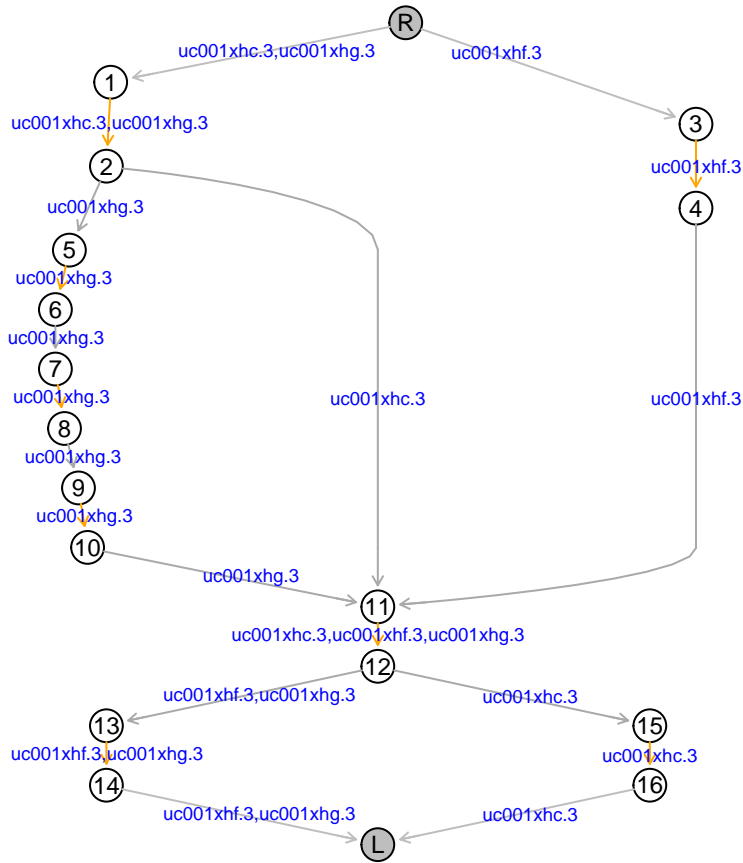 R
uc001xhc.3,uc001xhg.3
uc001xhf.3
1
3
uc001xhc.3,uc001xhg.3
uc001xhf.3
2
4
uc001xhg.3
5
uc001xhg.3
6
uc001xhg.3
7
uc001xhg.3
uc001xhc.3
uc001xhf.3
8
uc001xhg.3
9
uc001xhg.3
10
uc001xhg.3
11
uc001xhc.3,uc001xhf.3,uc001xhg.3
12
uc001xhf.3,uc001xhg.3
uc001xhc.3
13
15
uc001xhf.3,uc001xhg.3
uc001xhc.3
14
16
uc001xhf.3,uc001xhg.3
uc001xhc.3
L